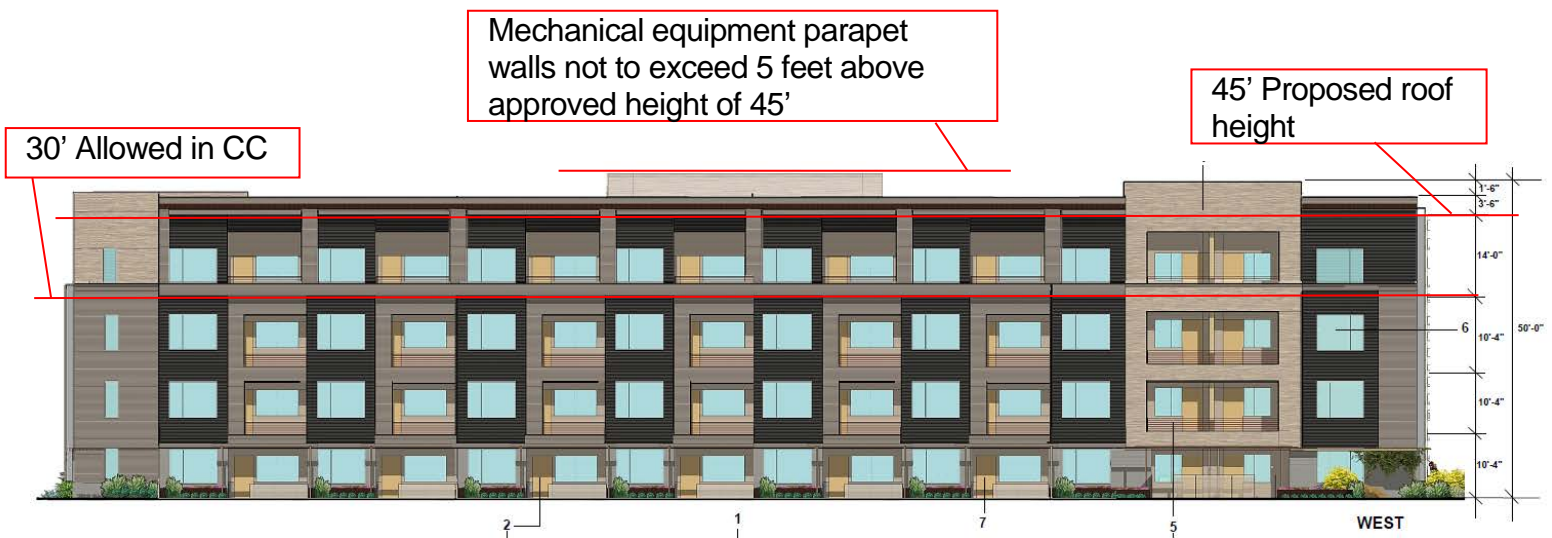 Mechanical equipment parapet
walls not to exceed 5 feet above
approved height of 45’
45’ Proposed roof
height
30’ Allowed in CC
1'-6"
3'-6"
14'-0"
6
10'-4"
50'-0"
10'-4"
10'-4"
2
1
7
5
WEST